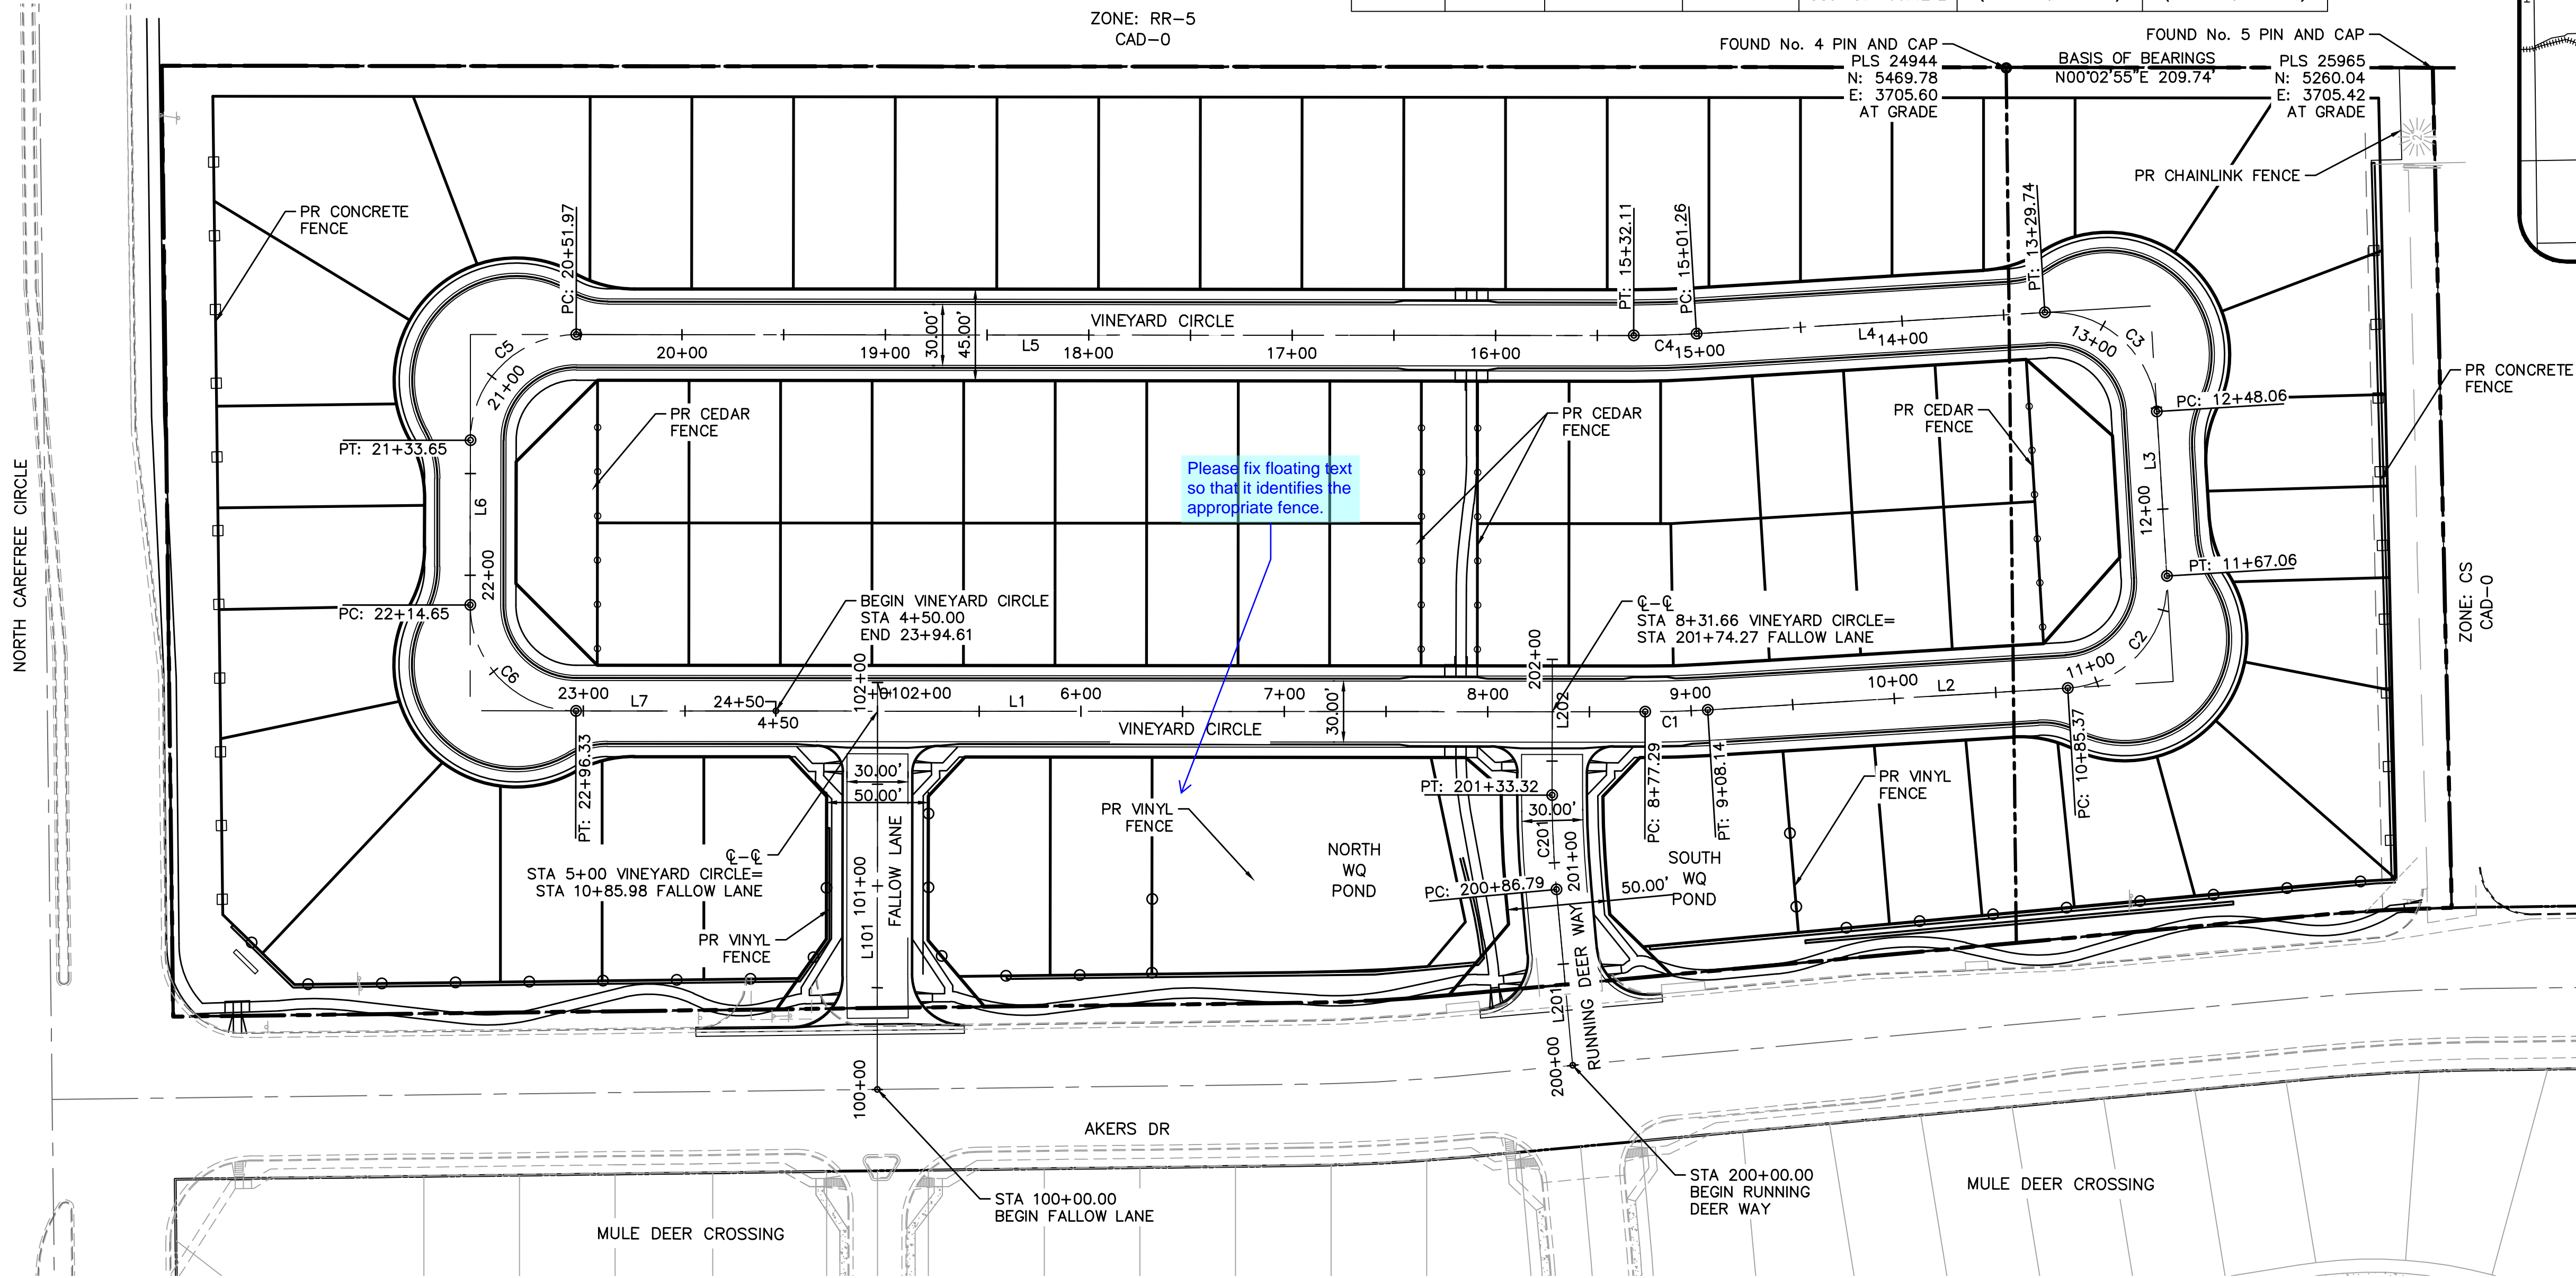 ZONE: RR-5
CAD-0
FOUND No. 4 PIN AND CAP
PLS 24944
N: 5469.78
E: 3705.60
AT GRADE
BASIS OF BEARINGS
N00°02'55"E 209.74'
FOUND No. 5 PIN AND CAP
PLS 25965
N: 5260.04
E: 3705.42
AT GRADE
PR CHAINLINK FENCE
PR CONCRETE
FENCE
PC: 20+51.97
PT: 15+32.11
PC: 15+01.26
PT: 13+29.74
VINEYARD CIRCLE
30.00'
45.00'
20+00
19+00
L5
18+00
17+00
16+00
C4
15+00
L4
14+00
13+00
C3
C5
21+00
PR CEDAR
FENCE
PR CEDAR
FENCE
PR CEDAR
FENCE
PC: 12+48.06
PR CONCRETE
FENCE
PT: 21+33.65
L6
22+00
PC: 22+14.65
C6
Please fix floating text
so that it identifies the
appropriate fence.
L3
12+00
PT: 11+67.06
C2
11+00
NORTH CAREFREE CIRCLE
ZONE: CS
CAD-0
BEGIN VINEYARD CIRCLE
STA 4+50.00
END 23+94.61
℄-℄
STA 8+31.66 VINEYARD CIRCLE=
STA 201+74.27 FALLOW LANE
23+00
L7
24+50
4+50
102+00
102+00
L1
6+00
7+00
8+00
202+00
L202
9+00
C1
10+00
L2
VINEYARD CIRCLE
30.00'
PT: 22+96.33
30.00'
50.00'
PT: 201+33.32
30.00'
PC: 8+77.29
PT: 9+08.14
PC: 10+85.37
PR VINYL
FENCE
PR VINYL
FENCE
℄-℄
STA 5+00 VINEYARD CIRCLE=
STA 10+85.98 FALLOW LANE
L101
101+00
FALLOW LANE
NORTH
WQ
POND
C201
201+00
PC: 200+86.79
50.00'
SOUTH
WQ
POND
PR VINYL
FENCE
L201
RUNNING DEER WAY
200+00
100+00
AKERS DR
STA 100+00.00
BEGIN FALLOW LANE
STA 200+00.00
BEGIN RUNNING
DEER WAY
MULE DEER CROSSING
MULE DEER CROSSING